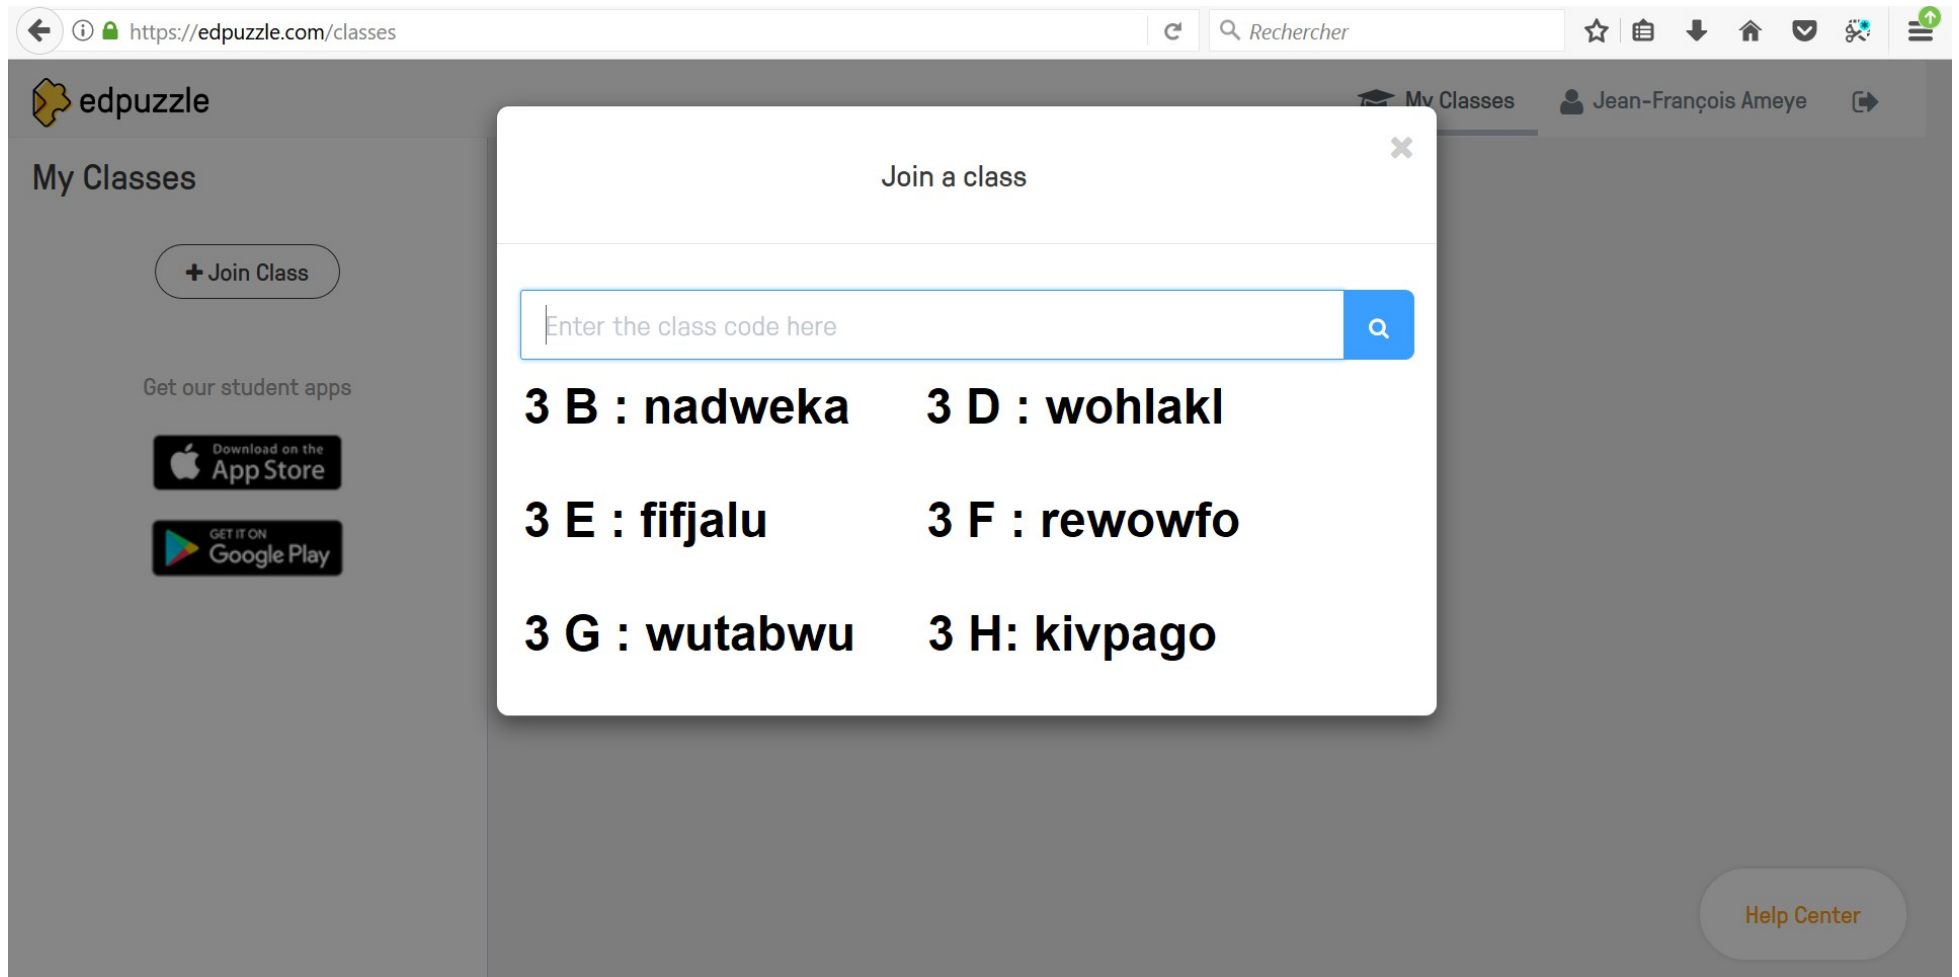 https://edpuzzle.com/classes
Rechercher
edpuzzle
My Classes
Jean-François Ameye
My Classes
Join a class
+ Join Class
Enter the class code here
Get our student apps
3 B : nadweka
3 D : wohlakl
Download on the
App Store
3 E : fifjalu
3 F : rewowfo
GET IT ON
Google Play
3 G : wutabwu
3 H: kivpago
Help Center